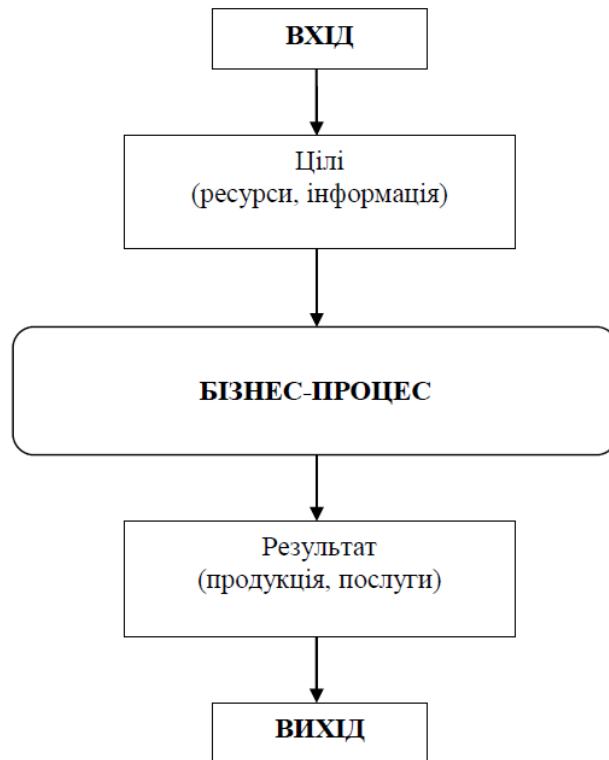 ВХІД
Цілі
(ресурси, інформація)
БІЗНЕС-ПРОЦЕС
Результат
(продукція, послуги)
ВИХІД